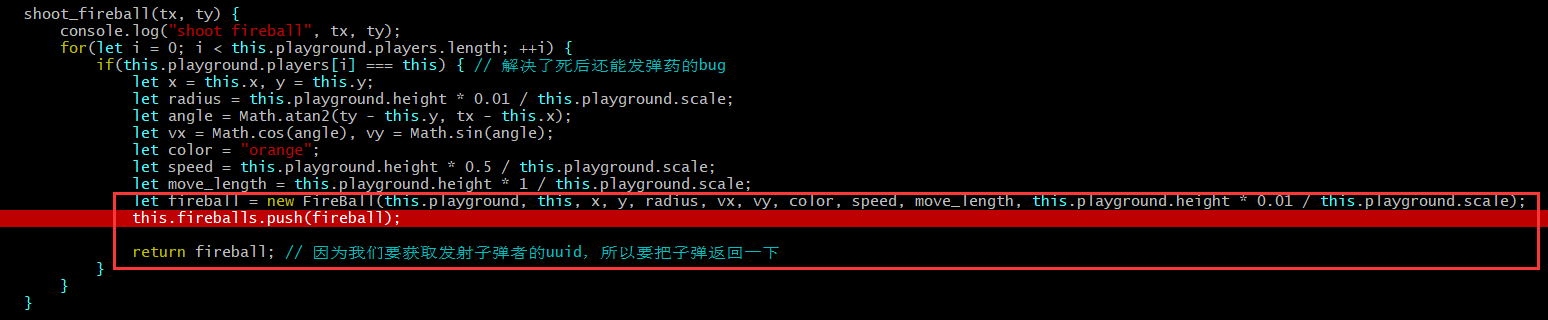 shoot_fireball(tx, ty) {
    console.log("shoot fireball", tx, ty);
    for(let i = 0; i < this.playground.players.length; ++i) {
        if(this.playground.players[i] === this) { // 解决了死后还能发弹药的bug
            let x = this.x, y = this.y;
            let radius = this.playground.height * 0.01 / this.playground.scale;
            let angle = Math.atan2(ty - this.y, tx - this.x);
            let vx = Math.cos(angle), vy = Math.sin(angle);
            let color = "orange";
            let speed = this.playground.height * 0.5 / this.playground.scale;
            let move_length = this.playground.height * 1 / this.playground.scale;
            let fireball = new FireBall(this.playground, this, x, y, radius, vx, vy, color, speed, move_length, this.playground.height * 0.01 / this.playground.scale);
            this.fireballs.push(fireball);
            return fireball; // 因为我们要获取发射子弹者的uuid，所以要把子弹返回一下
        }
    }
}